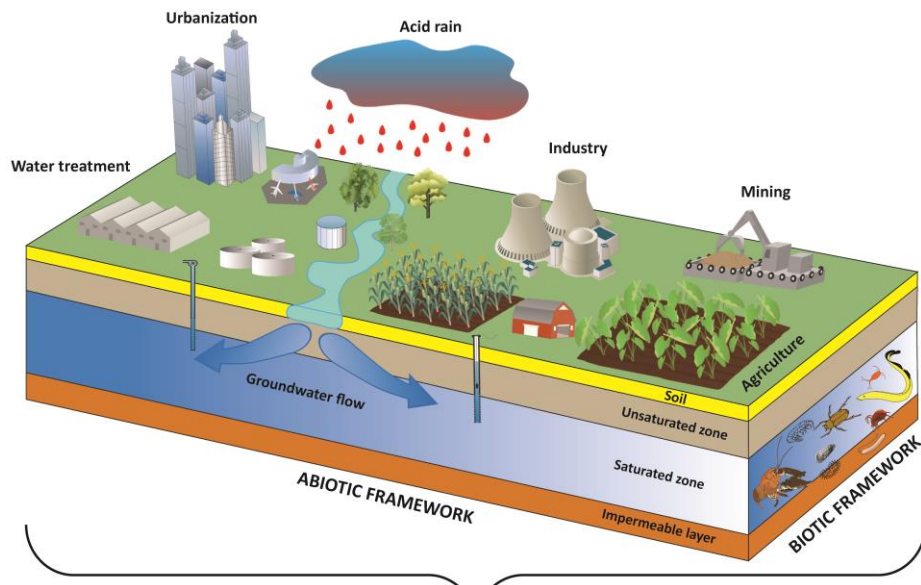 Urbanization
Acid rain
Water treatment
Industry
Mining
Agriculture
Groundwater flow
Soil
Unsaturated zone
Saturated zone
Impermeable layer
ABIOTIC FRAMEWORK
BIOTIC FRAMEWORK